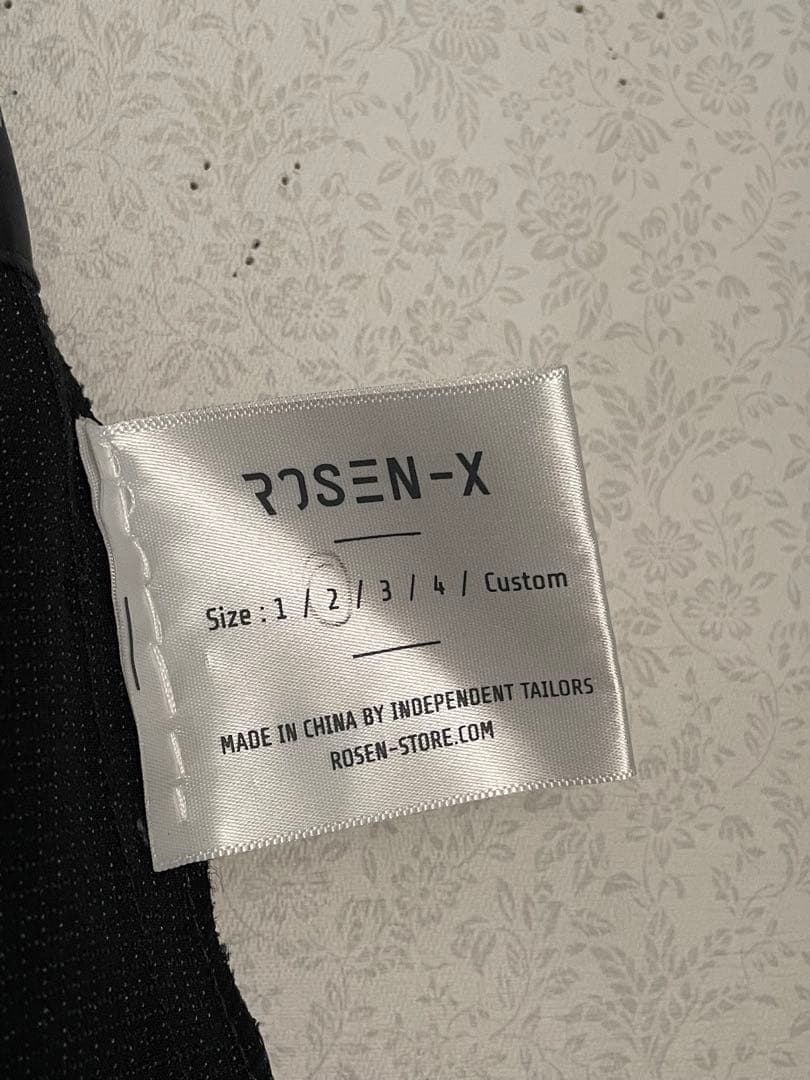 ROSEN-X
Size : 1 / 2 / 3 / 4 / Custom
MADE IN CHINA BY INDEPENDENT TAILORS
ROSEN-STORE.COM